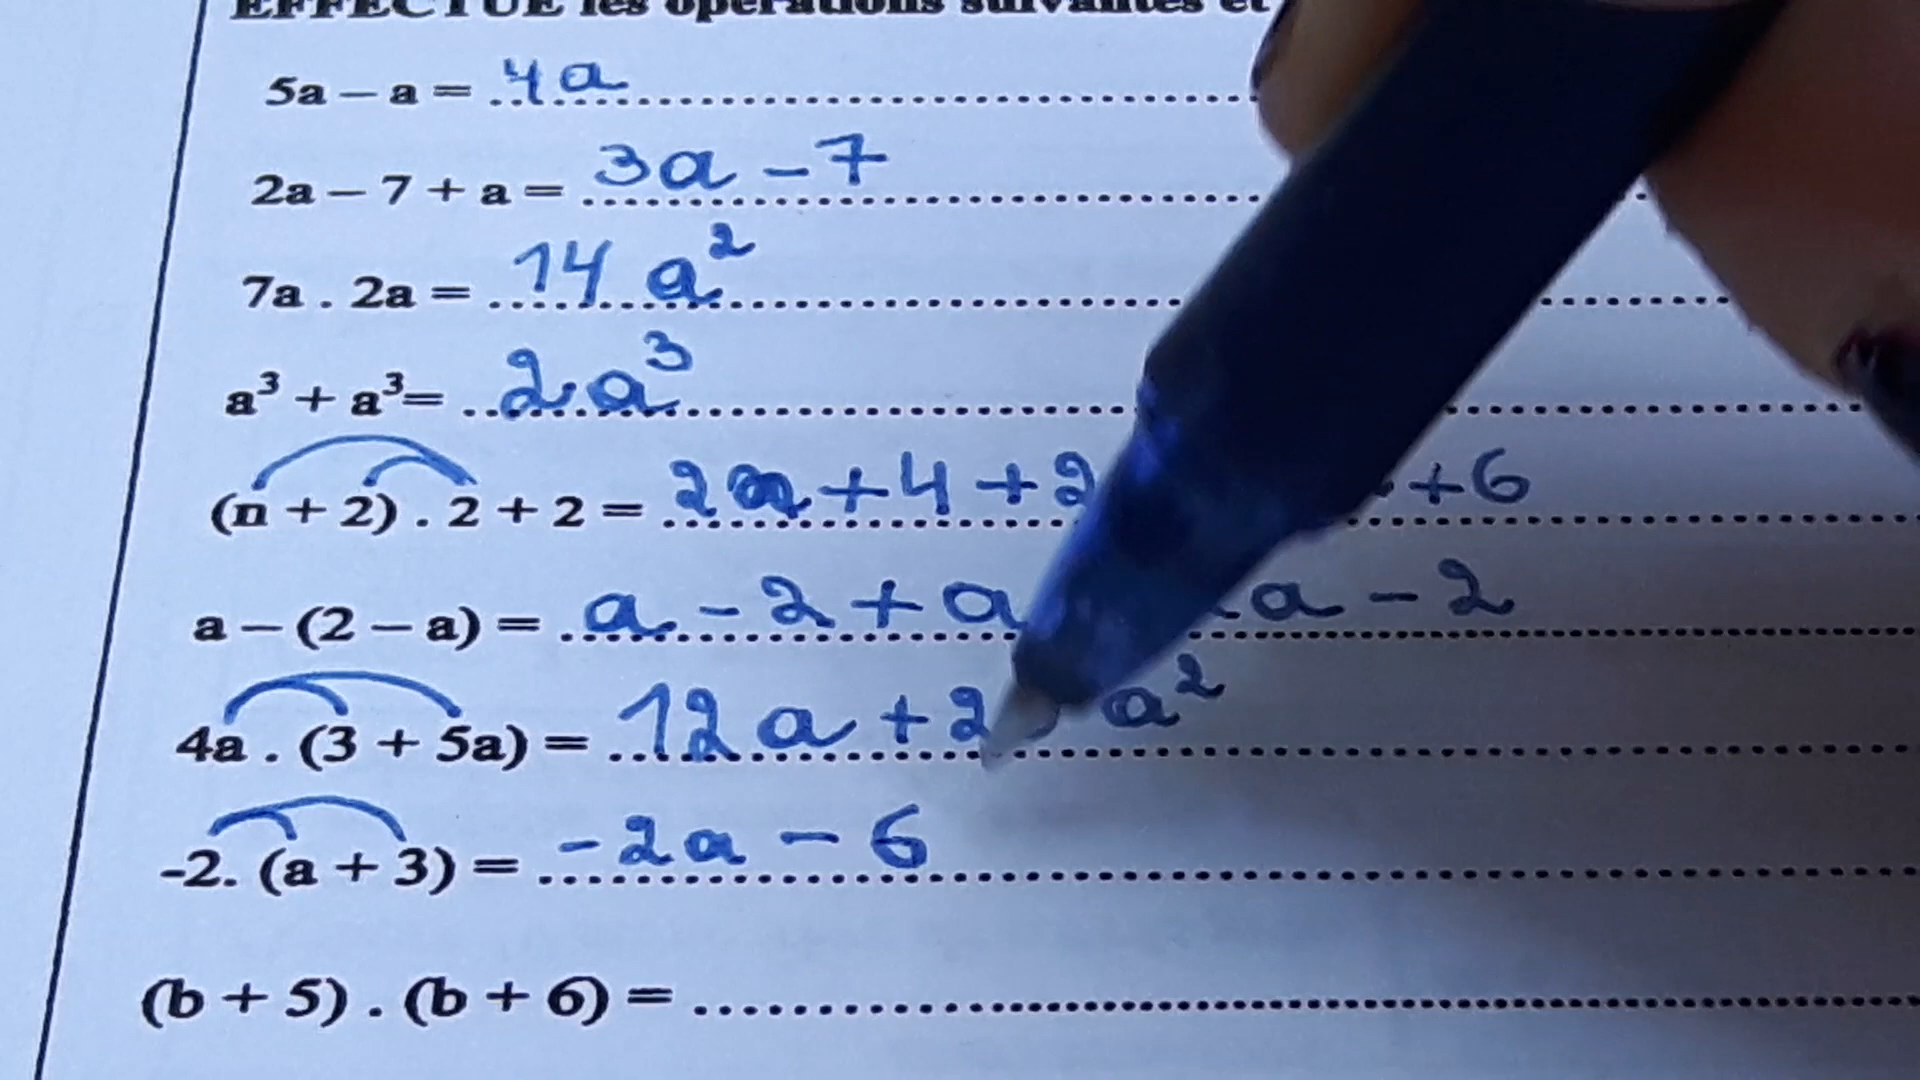 EFFECTUE les opérations suivantes et
5a – a = 4a
2a – 7 + a = 3a – 7
7a . 2a = 14 a²
a³ + a³= 2a³
(n + 2) . 2 + 2 = 2n + 4 + 2 + 6
a – (2 – a) = a – 2 + a a – 2
4a . (3 + 5a) = 12a + 2 a²
-2. (a + 3) = -2a – 6
(b + 5) . (b + 6) =